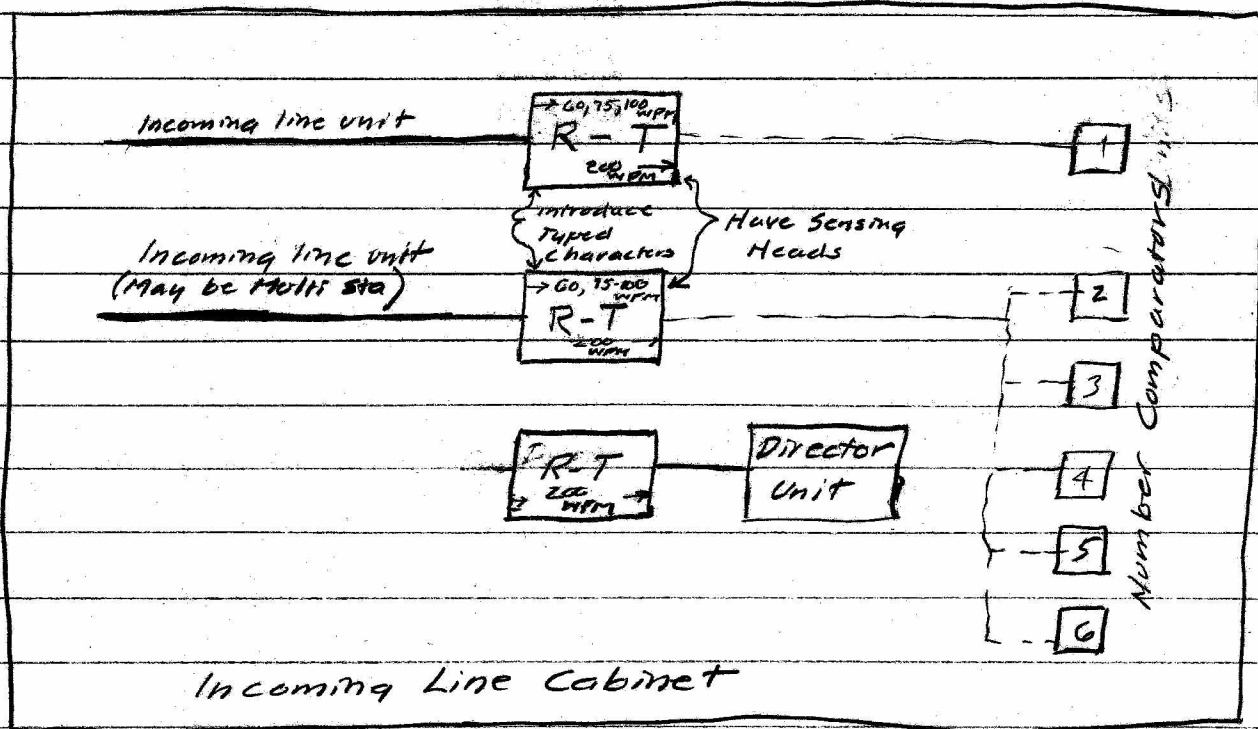 Incoming line unit
→ 60, 75, 100
WPM
R - T
200 →
WPM
1
introduce
typed
characters
Have Sensing
Heads
Incoming line unit
(May be Multi Sta)
→ 60, 75-100
WPM
R-T
200
WPM
2
3
R-T
200
WPM
Director
Unit
4
5
6
Number Comparators
Incoming Line Cabinet